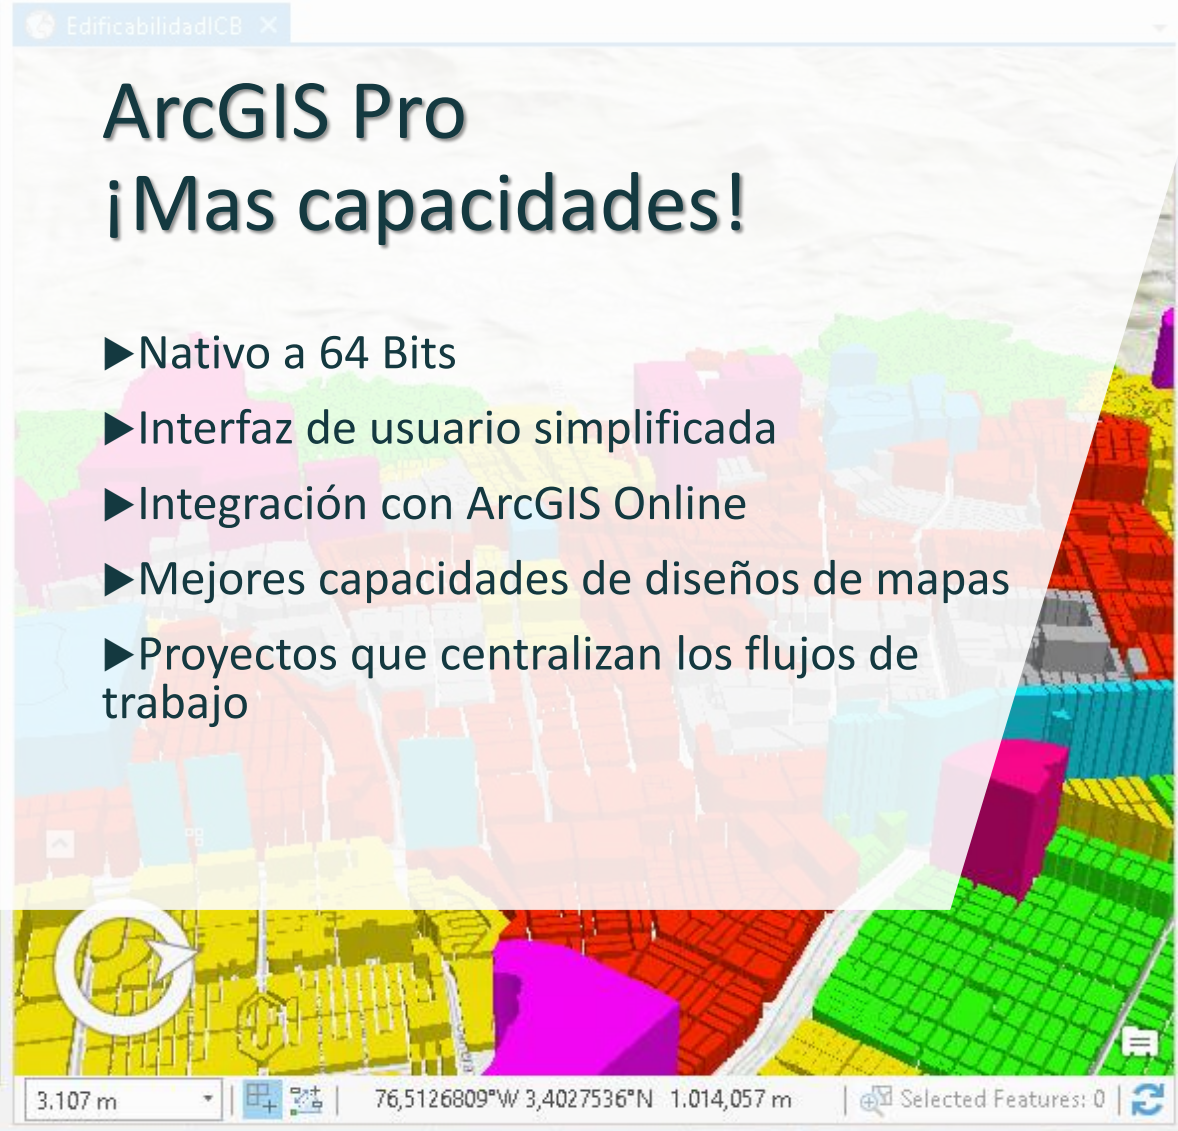 EdificabilidadICB
ArcGIS Pro
¡Mas capacidades!
▶Nativo a 64 Bits
▶Interfaz de usuario simplificada
▶Integración con ArcGIS Online
▶Mejores capacidades de diseños de mapas
▶Proyectos que centralizan los flujos de
trabajo
3.107 m
76,5126809°W 3,4027536°N 1.014,057 m
Selected Features: 0